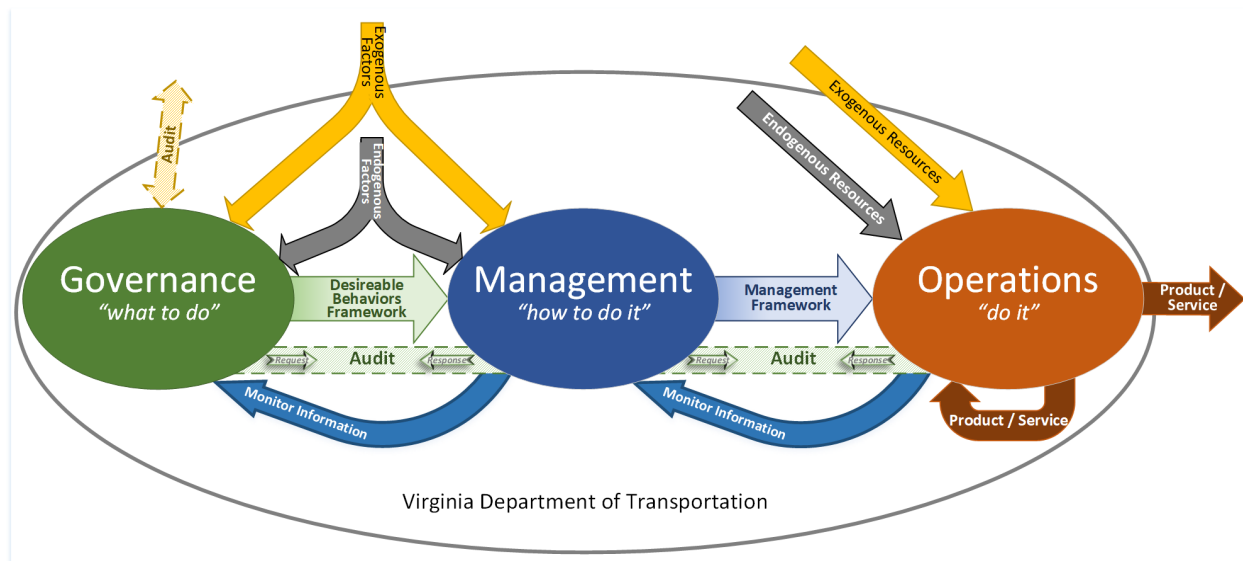 Exogenous
Factors
Audit
Endogenous
Factors
Exogenous Resources
Endogenous Resources
Governance
“what to do”
Desireable
Behaviors
Framework
Management
“how to do it”
Management
Framework
Operations
“do it”
Product /
Service
Request
Audit
Response
Request
Audit
Response
Monitor Information
Monitor Information
Product / Service
Virginia Department of Transportation